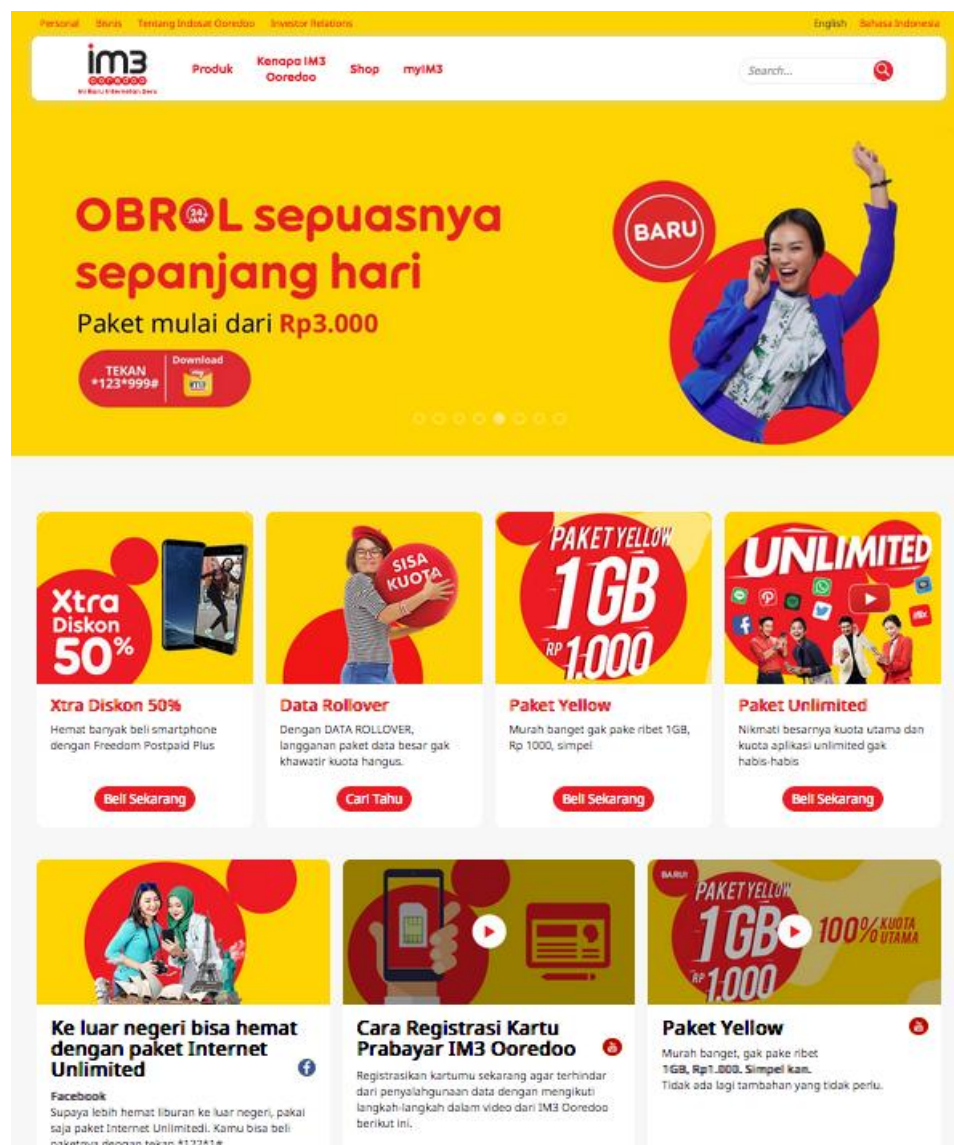 Personal Bisnis Tentang Indosat Ooredoo Investor Relations English Bahasa Indonesia
im3
ooredoo
Produk
Kenapa IM3
Ooredoo
Shop
myIM3
Search...
OBROL sepuasnya
24 JAM
sepanjang hari
Paket mulai dari Rp3.000
TEKAN
*123*999#
Download
BARU
Xtra
Diskon
50%
SISA
KUOTA
PAKET YELLOW
1GB
RP 1.000
UNLIMITED
Xtra Diskon 50%
Hemat banyak beli smartphone
dengan Freedom Postpaid Plus
Beli Sekarang
Data Rollover
Dengan DATA ROLLOVER,
langganan paket data besar gak
khawatir kuota hangus.
Cari Tahu
Paket Yellow
Murah banget gak pake ribet 1GB,
Rp 1000, simpel
Beli Sekarang
Paket Unlimited
Nikmati besarnya kuota utama dan
kuota aplikasi unlimited gak
habis-habis
Beli Sekarang
BARU!
PAKET YELLOW
1GB
RP 1.000
100% KUOTA
UTAMA
Ke luar negeri bisa hemat
dengan paket Internet
Unlimited
Facebook
Supaya lebih hemat liburan ke luar negeri, pakai
saja paket Internet Unlimitedi. Kamu bisa beli
paketnya dengan tekan *122*1#
Cara Registrasi Kartu
Prabayar IM3 Ooredoo
Registrasikan kartumu sekarang agar terhindar
dari penyalahgunaan data dengan mengikuti
langkah-langkah dalam video dari IM3 Ooredoo
berikut ini.
Paket Yellow
Murah banget, gak pake ribet
1GB, Rp1.000. Simpel kan.
Tidak ada lagi tambahan yang tidak perlu.